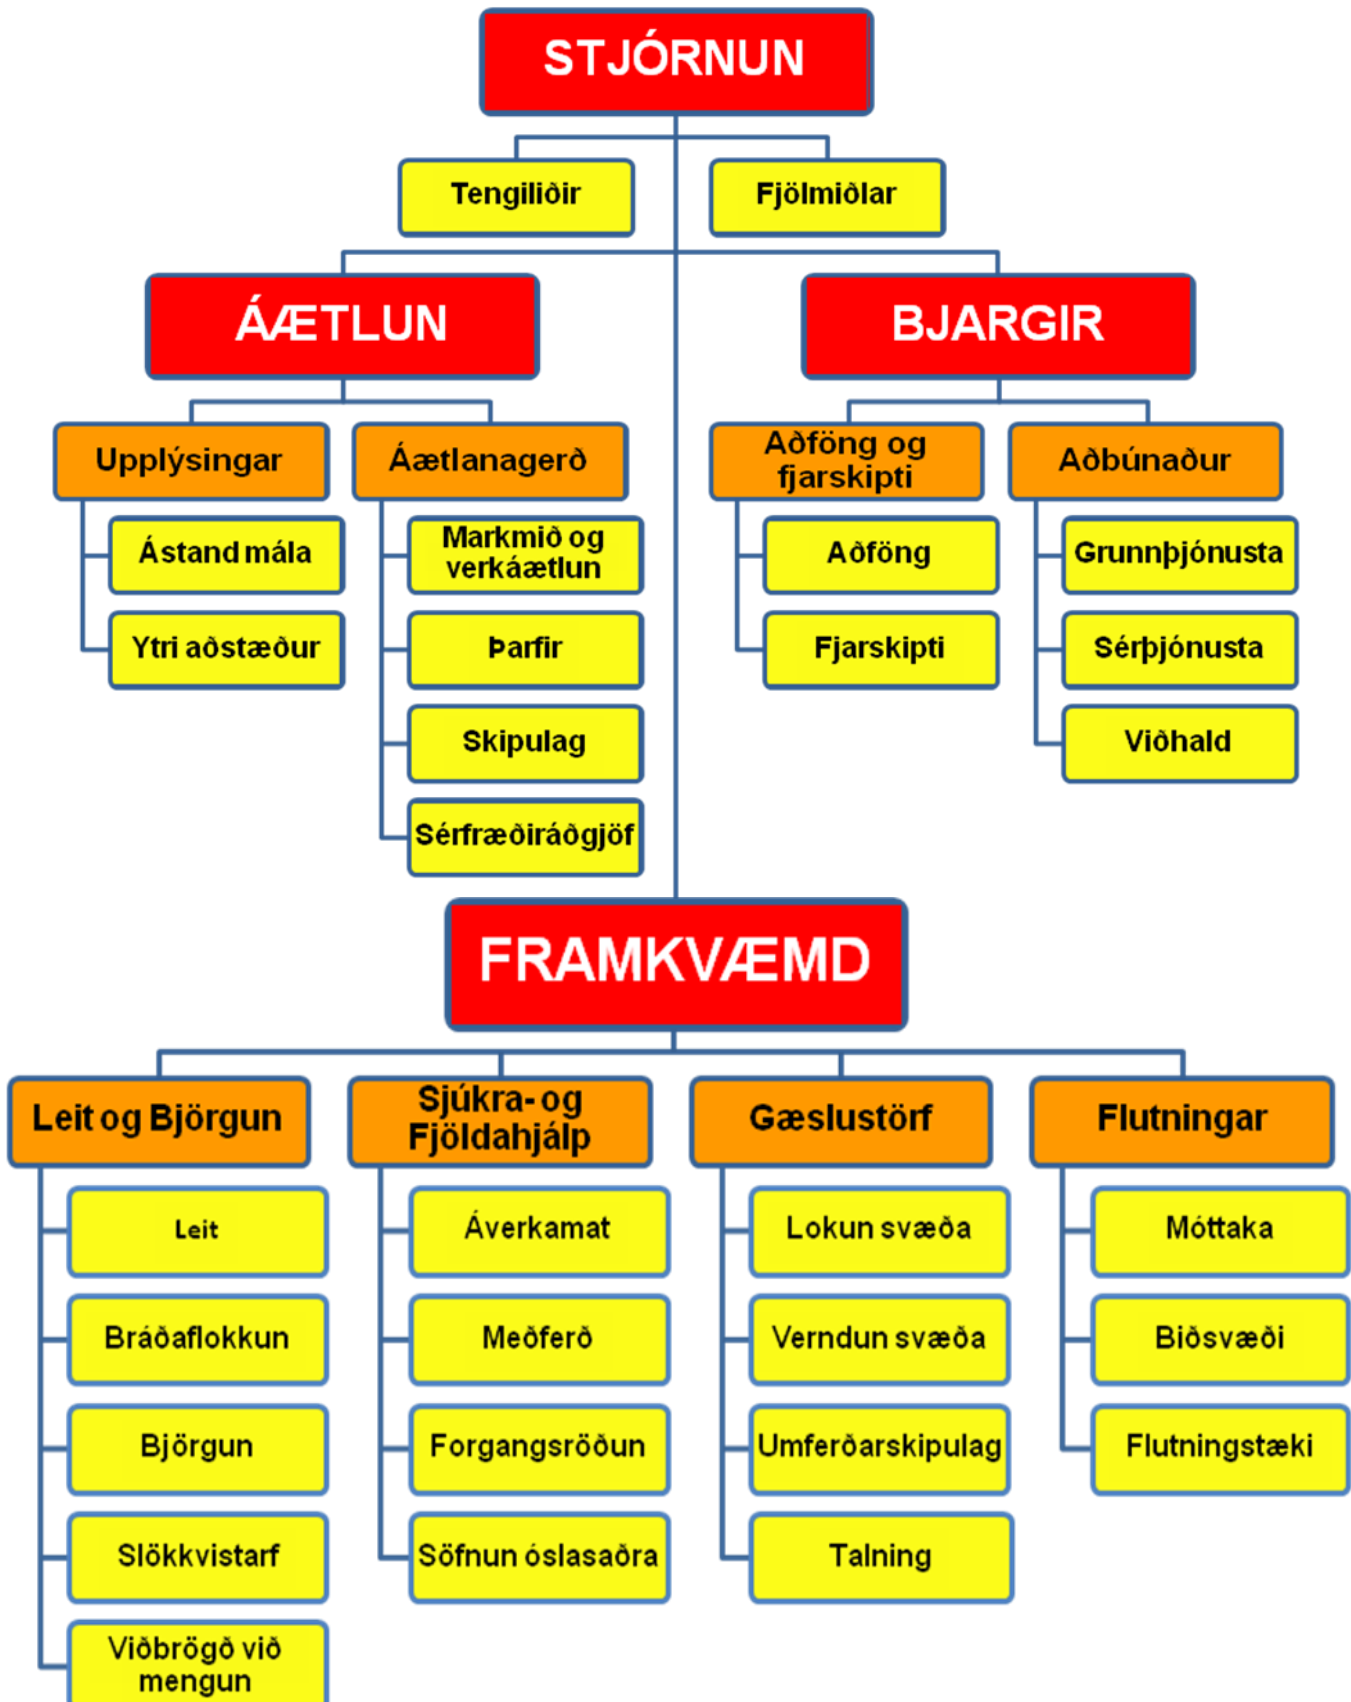 STJÓRNUN
Tengiliðir
Fjölmiðlar
ÁÆTLUN
BJARGIR
Upplýsingar
Ástand mála
Ytri aðstæður
Áætlanagerð
Markmið og
verkáætlun
Þarfir
Skipulag
Sérfræðiráðgjöf
Aðföng og
fjarskipti
Aðföng
Fjarskipti
Aðbúnaður
Grunnþjónusta
Sérþjónusta
Viðhald
FRAMKVÆMD
Leit og Björgun
Leit
Bráðaflokkun
Björgun
Slökkvistarf
Viðbrögð við
mengun
Sjúkra- og
Fjöldahjálp
Áverkamat
Meðferð
Forgangsröðun
Söfnun óslasaðra
Gæslustörf
Lokun svæða
Verndun svæða
Umferðarskipulag
Talning
Flutningar
Móttaka
Biðsvæði
Flutningstæki